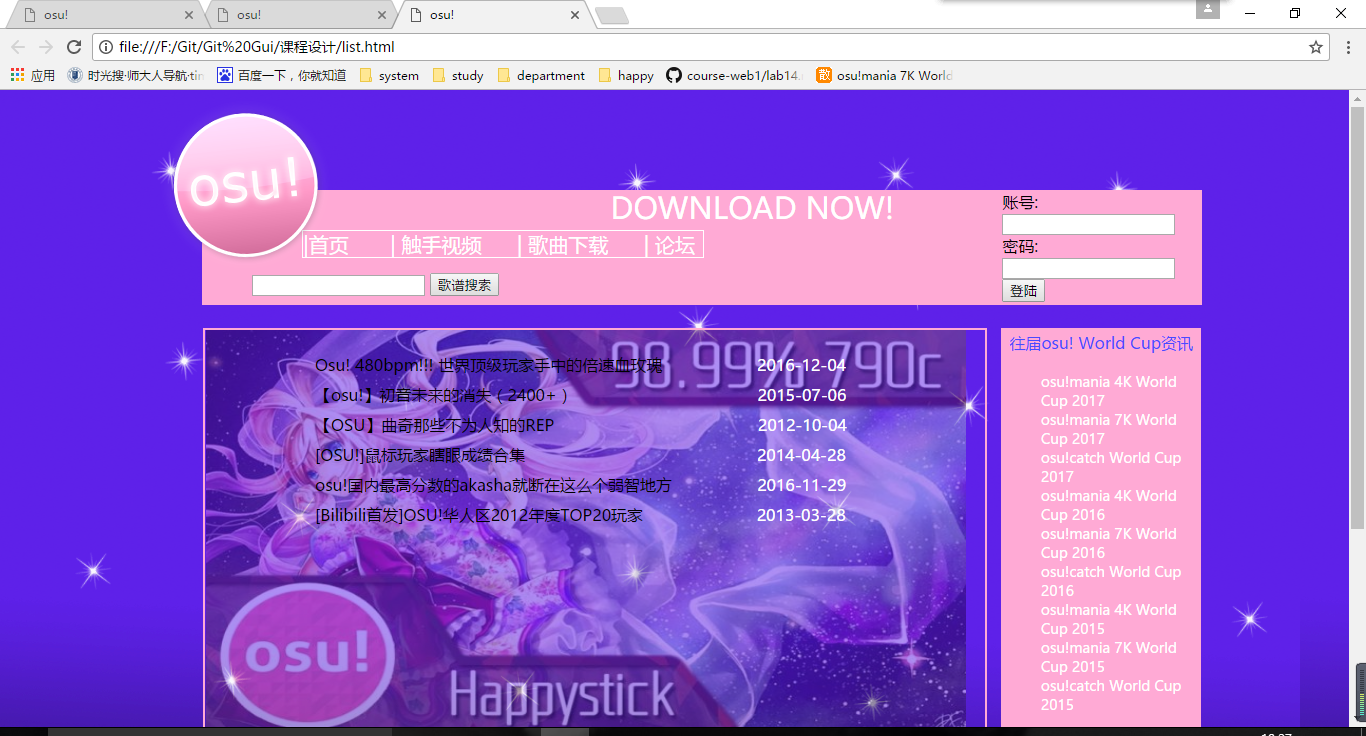 osu!
osu!
osu!
file:///F:/Git/Git%20Gui/课程设计/list.html
应用 时光搜·师大人导航·tin 百度一下，你就知道 system study department happy course-web1/lab14. osu!mania 7K World
osu!
DOWNLOAD NOW!
|首页 | 触手视频 | 歌曲下载 | 论坛
歌谱搜索
账号:
密码:
登陆
98.99% 790c
Osu! 480bpm!!! 世界顶级玩家手中的倍速血玫瑰 2016-12-04
【osu!】初音未来的消失（2400+） 2015-07-06
【OSU】曲奇那些不为人知的REP 2012-10-04
[OSU!]鼠标玩家瞎眼成结合集 2014-04-28
osu!国内最高分数的akasha就断在这么个弱智地方 2016-11-29
[Bilibili首发]OSU!华人区2012年度TOP20玩家 2013-03-28
osu!
Happystick
往届osu! World Cup资讯
osu!mania 4K World
Cup 2017
osu!mania 7K World
Cup 2017
osu!catch World Cup
2017
osu!mania 4K World
Cup 2016
osu!mania 7K World
Cup 2016
osu!catch World Cup
2016
osu!mania 4K World
Cup 2015
osu!mania 7K World
Cup 2015
osu!catch World Cup
2015